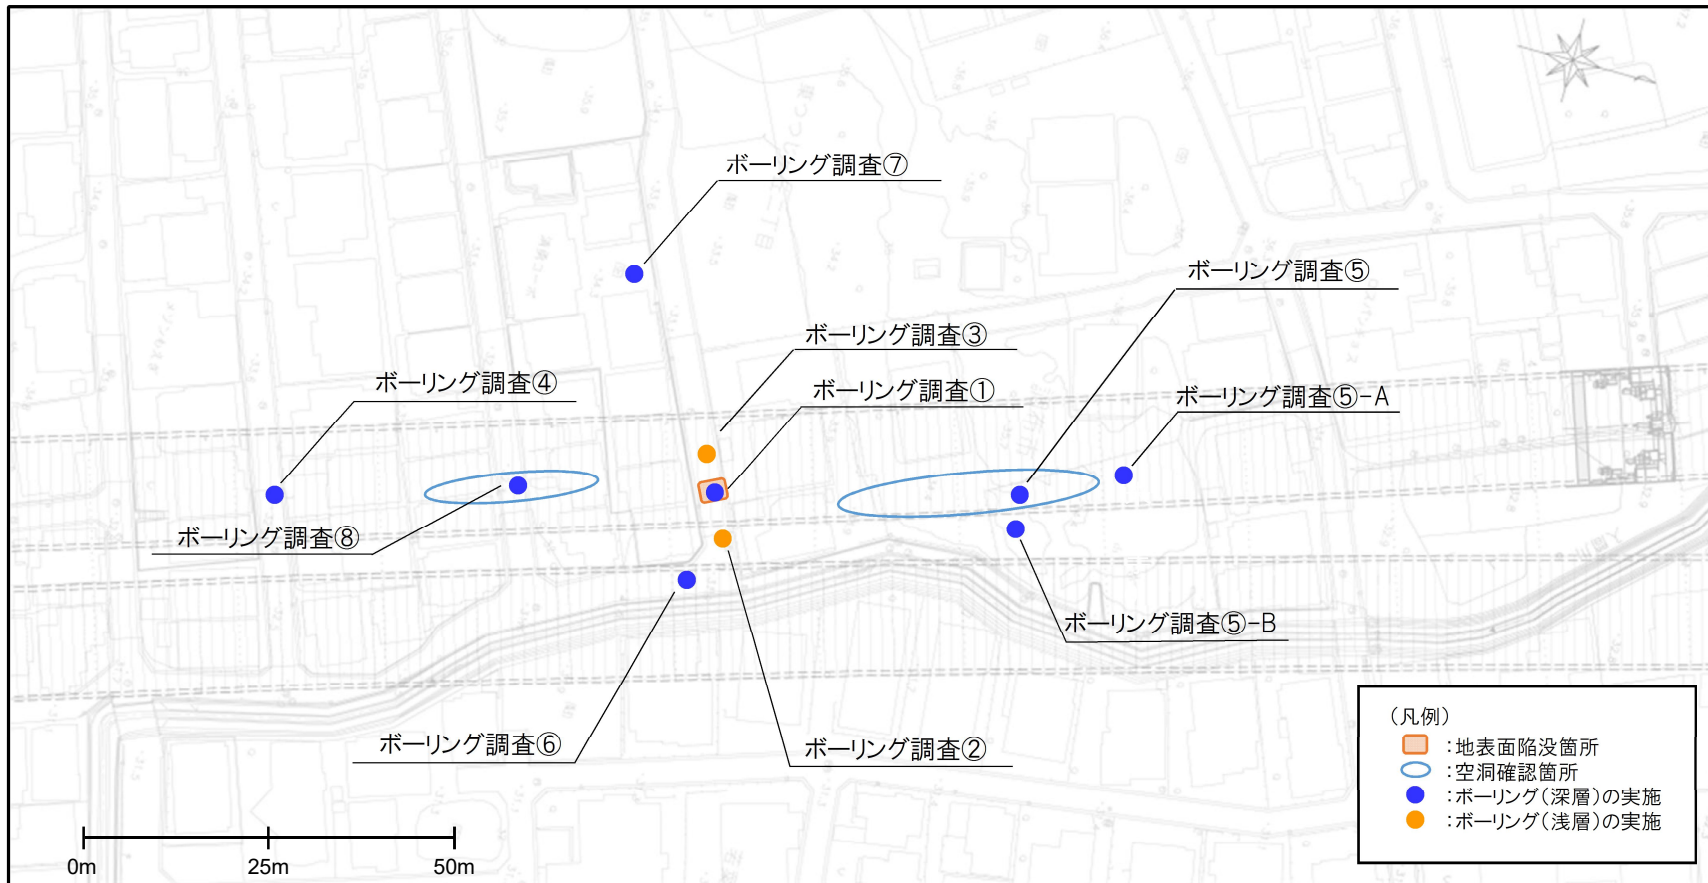 ボーリング調査⑦
ボーリング調査⑤
ボーリング調査③
ボーリング調査④
ボーリング調査①
ボーリング調査⑤-A
ボーリング調査⑧
ボーリング調査⑤-B
ボーリング調査⑥
ボーリング調査②
(凡例)
:地表面陥没箇所
:空洞確認箇所
:ボーリング(深層)の実施
:ボーリング(浅層)の実施
0m
25m
50m